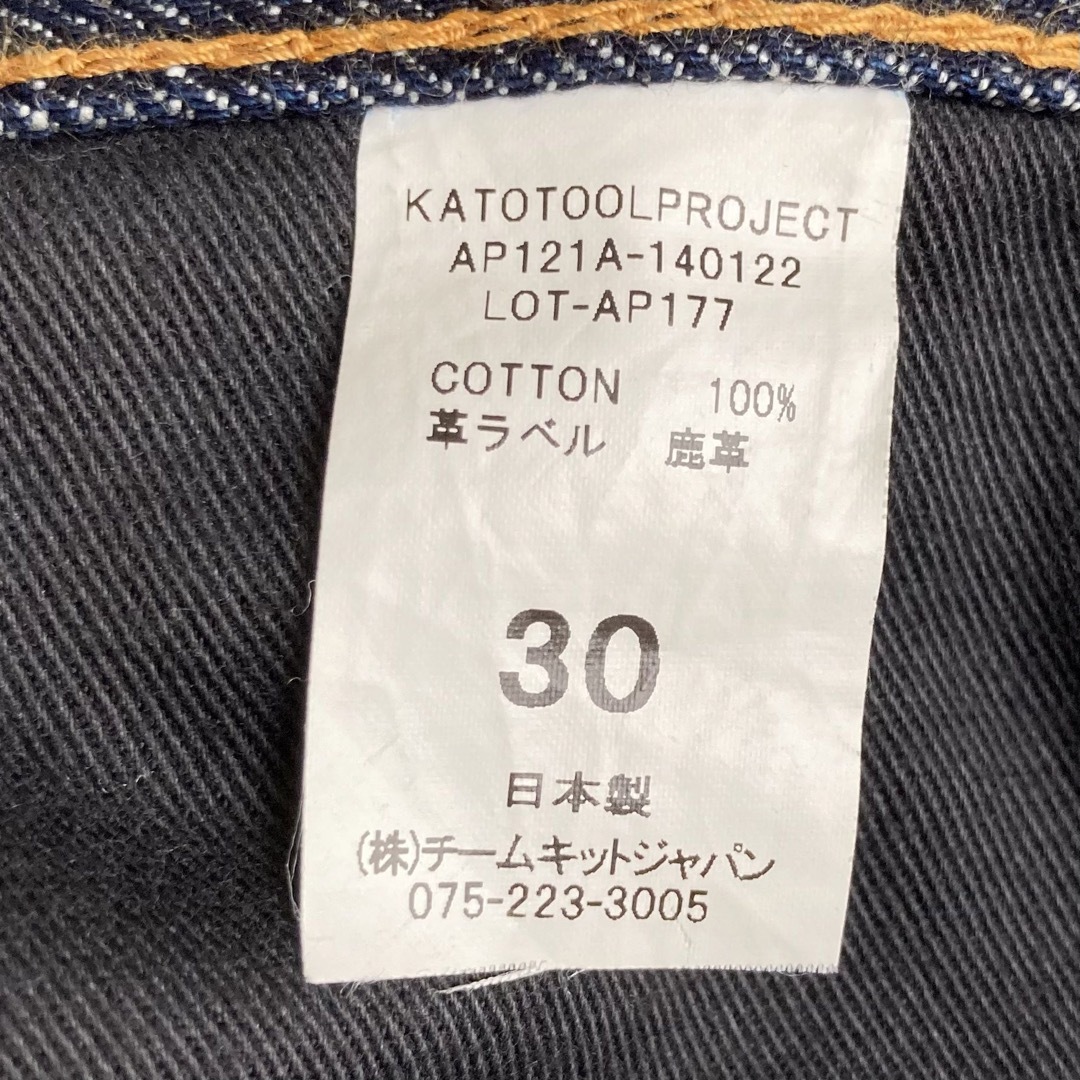 KATOTOOLPROJECT
AP121A-140122
LOT-AP177
COTTON 100%
革ラベル 鹿革
30
日本製
(株)チームキットジャパン
075-223-3005